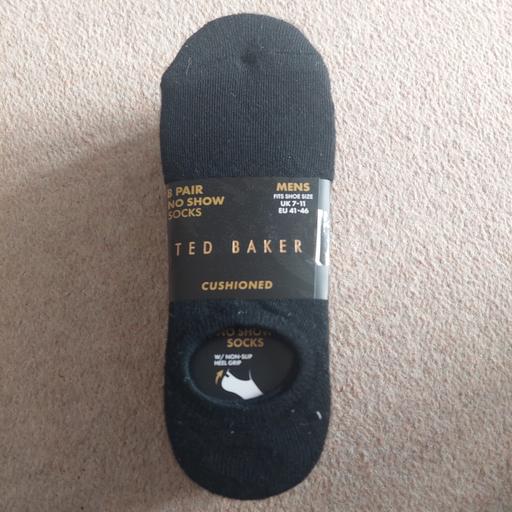 8 PAIR
NO SHOW
SOCKS
MENS
FITS SHOE SIZE
UK 7-11
EU 41-46
TED BAKER
CUSHIONED
NO SHOW
SOCKS
W/ NON-SLIP
HEEL GRIP